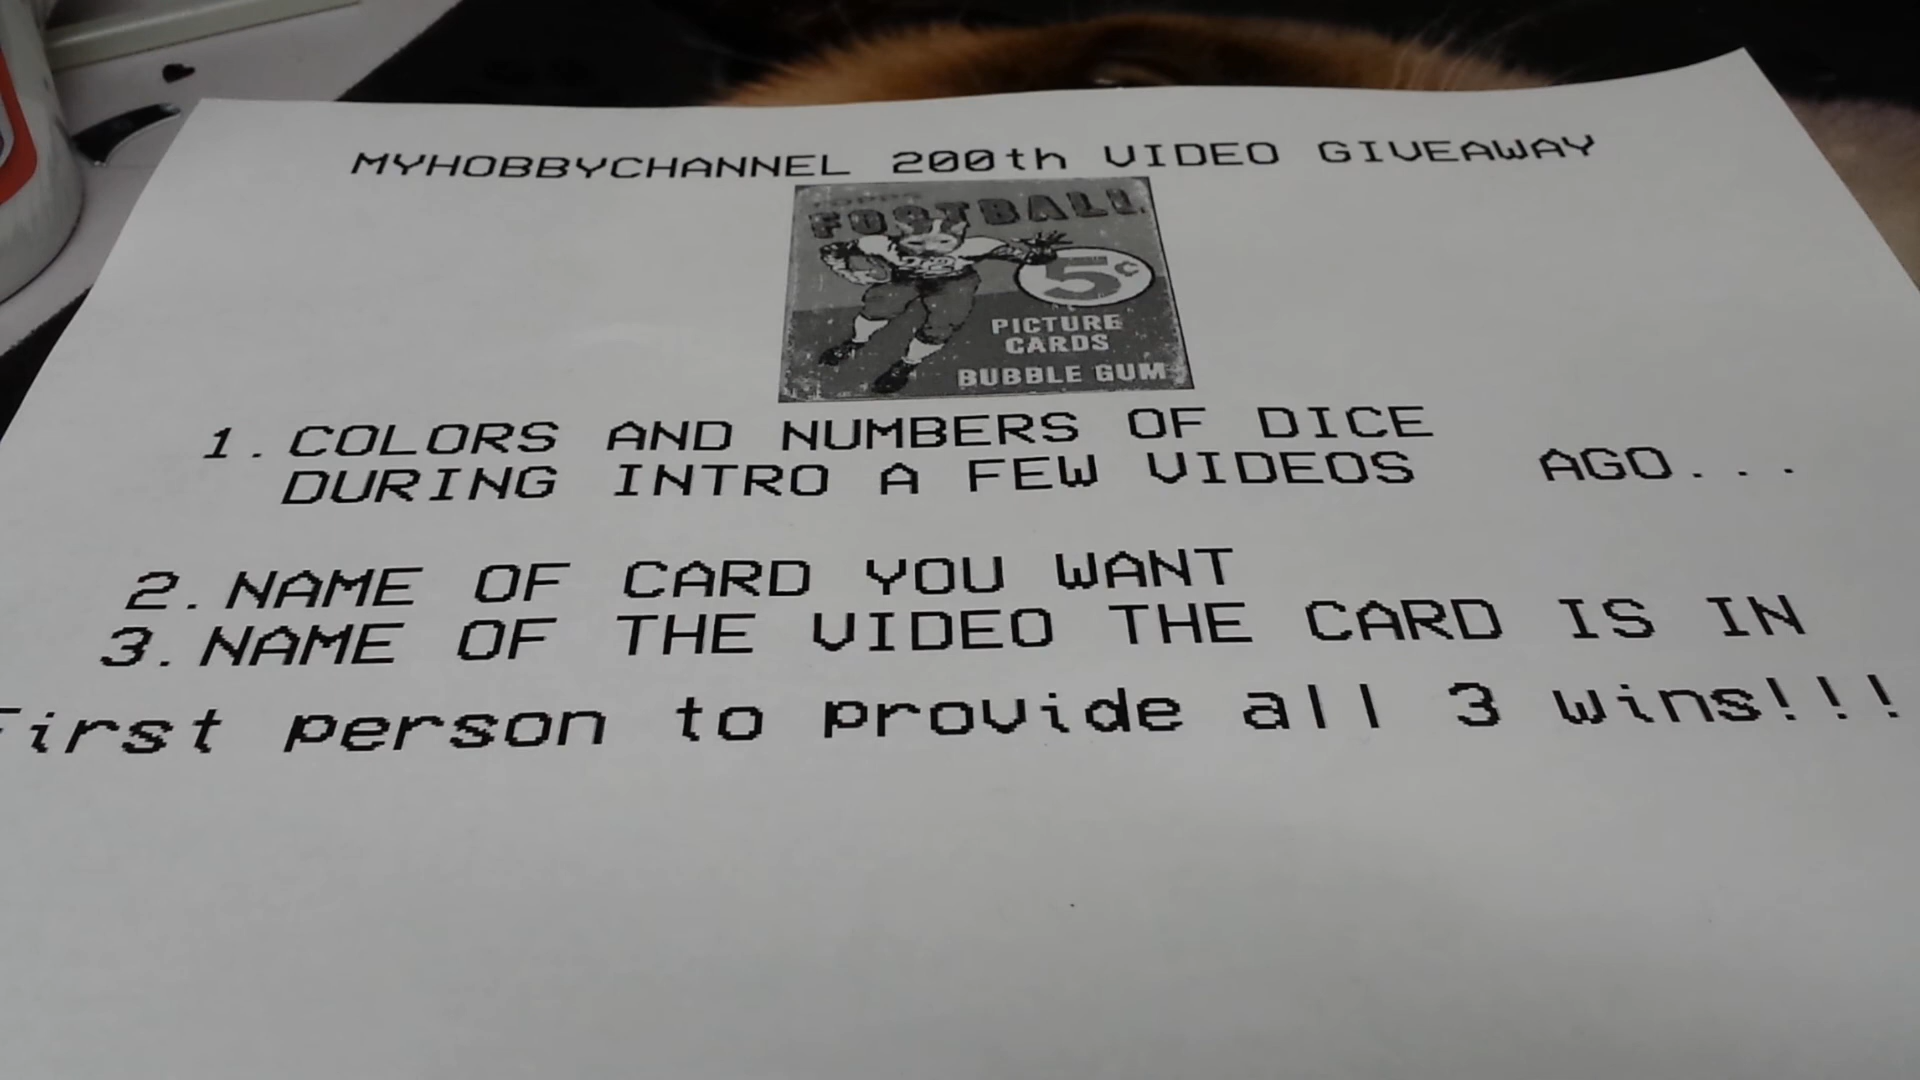 MYHOBBYCHANNEL 200th VIDEO GIVEAWAY
FOOTBALL
5¢
PICTURE
CARDS
BUBBLE GUM
1. COLORS AND NUMBERS OF DICE
DURING INTRO A FEW VIDEOS AGO...
2. NAME OF CARD YOU WANT
3. NAME OF THE VIDEO THE CARD IS IN
First person to provide all 3 wins!!!